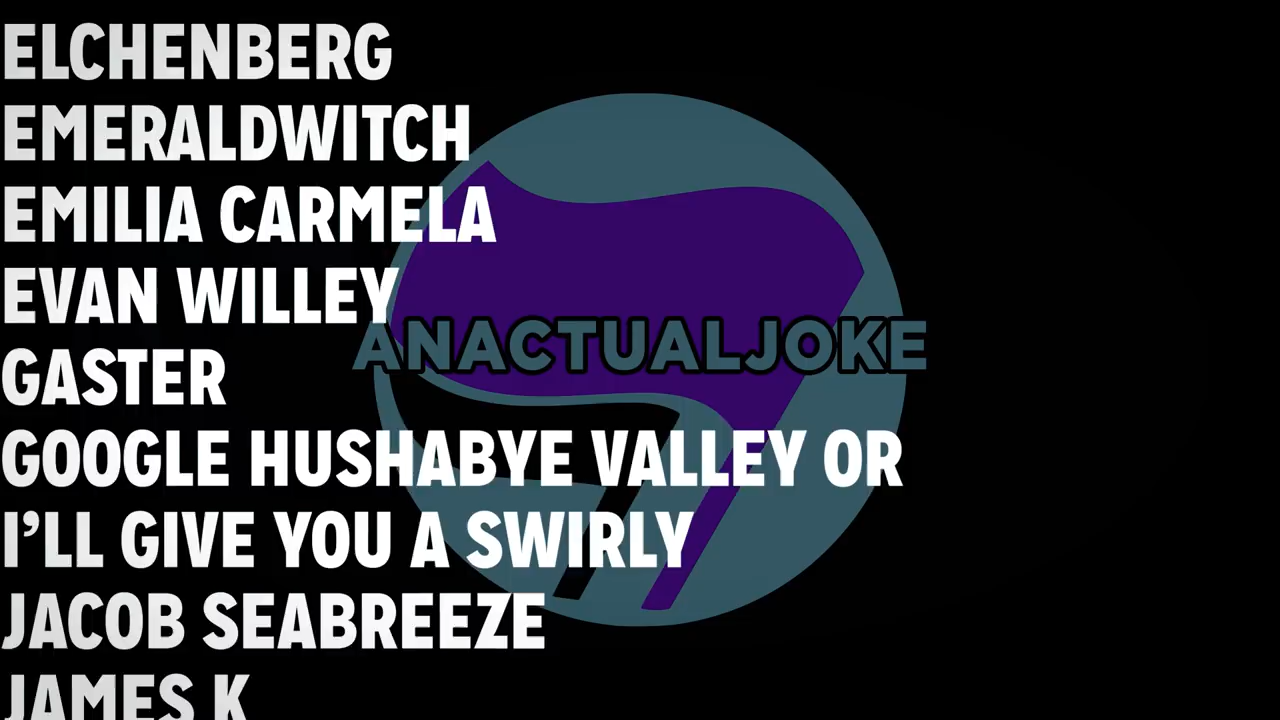 ELCHENBERG
EMERALDWITCH
EMILIA CARMELA
EVAN WILLEY
ANACTUALJOKE
GASTER
GOOGLE HUSHABYE VALLEY OR
I’LL GIVE YOU A SWIRLY
JACOB SEABREEZE
JAMES K